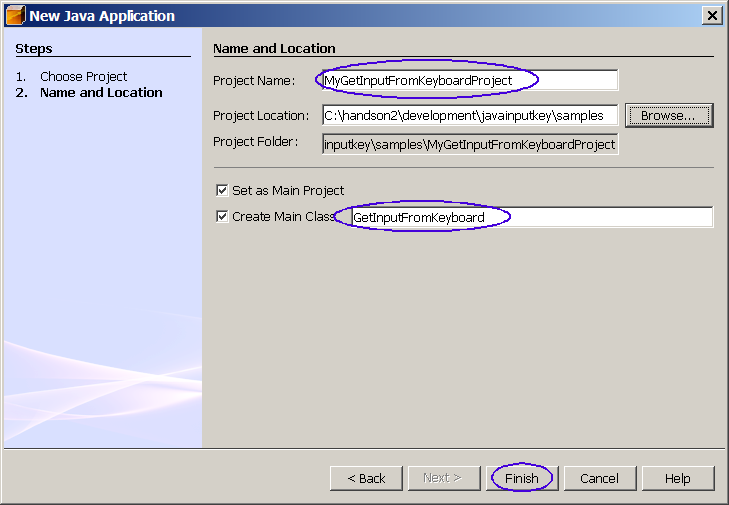 New Java Application
Steps
1. Choose Project
2. Name and Location
Name and Location
Project Name: MyGetInputFromKeyboardProject
Project Location: C:\handson2\development\javainputkey\samples Browse...
Project Folder: inputkey\samples\MyGetInputFromKeyboardProject
Set as Main Project
Create Main Class GetInputFromKeyboard
< Back Next > Finish Cancel Help